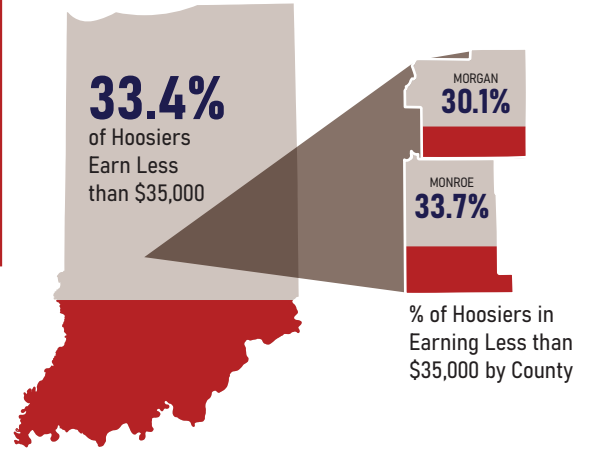 33.4%
of Hoosiers
Earn Less
than $35,000
MORGAN
30.1%
MONROE
33.7%
% of Hoosiers in
Earning Less than
$35,000 by County